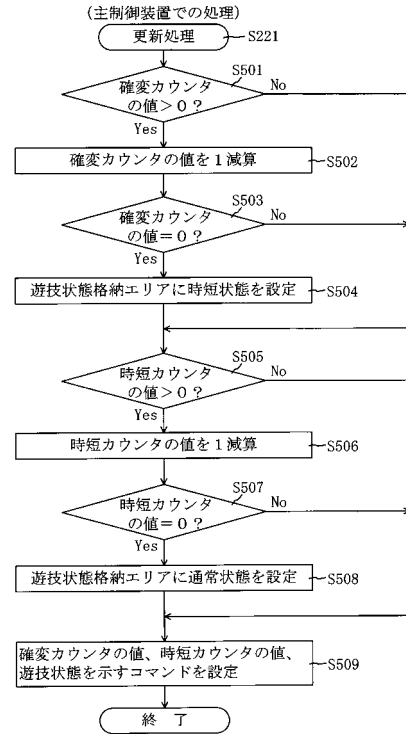 (主制御装置での処理)
更新処理
S221
S501
確変カウンタ
の値>0?
No
Yes
確変カウンタの値を1減算
S502
S503
確変カウンタ
の値=0?
No
Yes
遊技状態格納エリアに時短状態を設定
S504
S505
時短カウンタ
の値>0?
No
Yes
時短カウンタの値を1減算
S506
S507
時短カウンタ
の値=0?
No
Yes
遊技状態格納エリアに通常状態を設定
S508
確変カウンタの値、時短カウンタの値、
遊技状態を示すコマンドを設定
S509
終 了